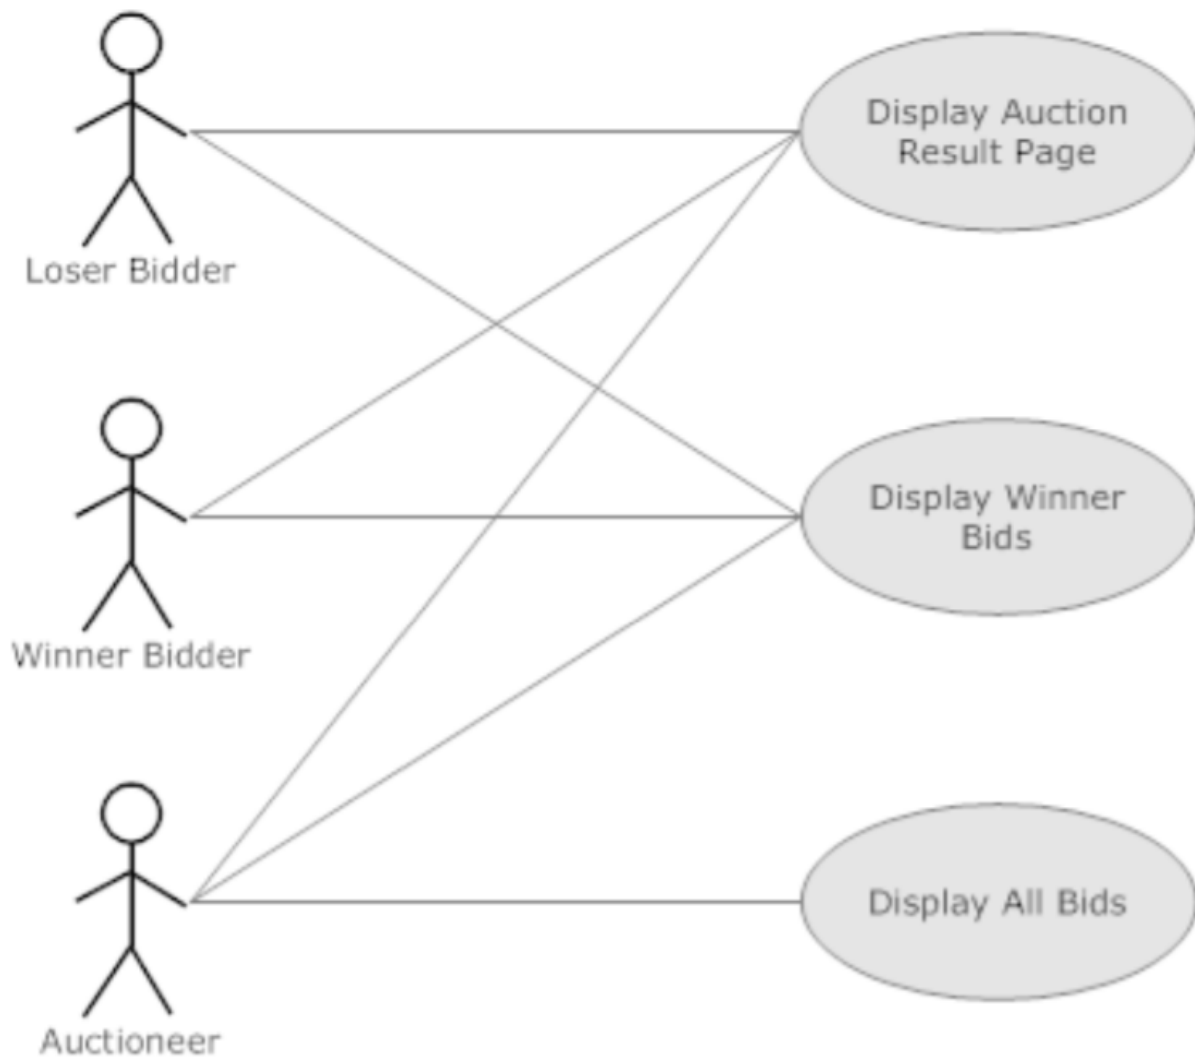 Display Auction
Result Page
Loser Bidder
Display Winner
Bids
Winner Bidder
Display All Bids
Auctioneer